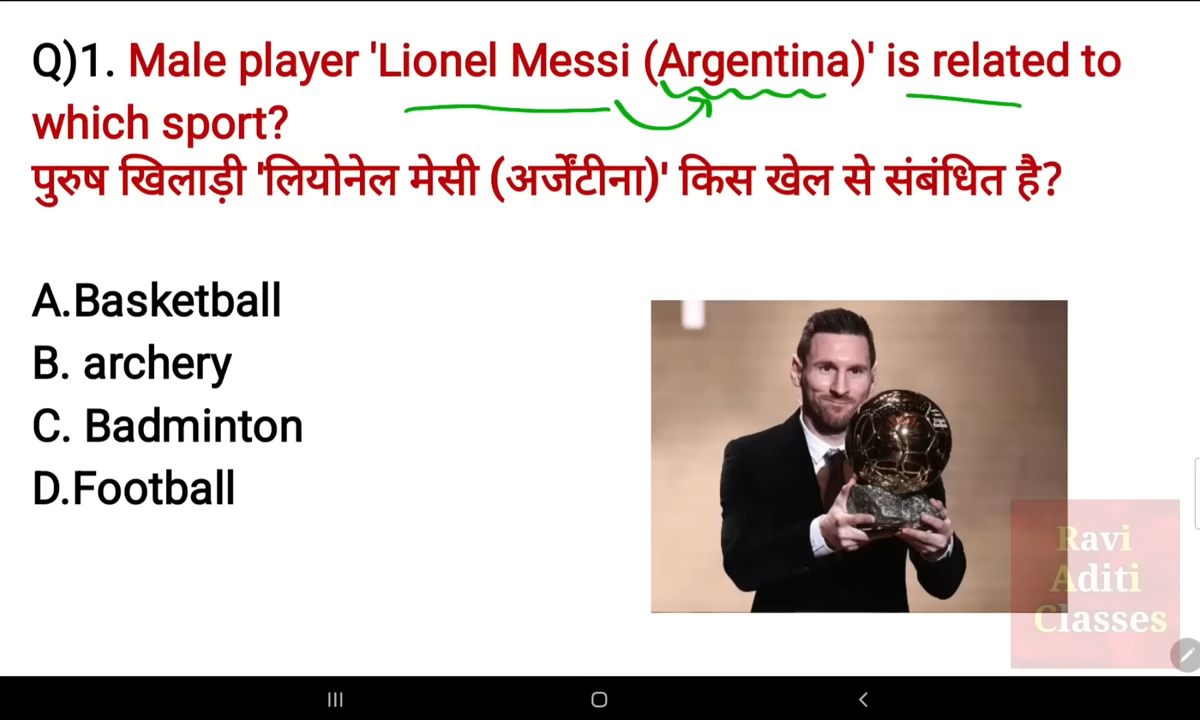 Q)1. Male player 'Lionel Messi (Argentina)' is related to
which sport?
पुरुष खिलाड़ी 'लियोनेल मेसी (अर्जेंटीना)' किस खेल से संबंधित है?
A.Basketball
B. archery
C. Badminton
D.Football
Ravi
Aditi
Classes